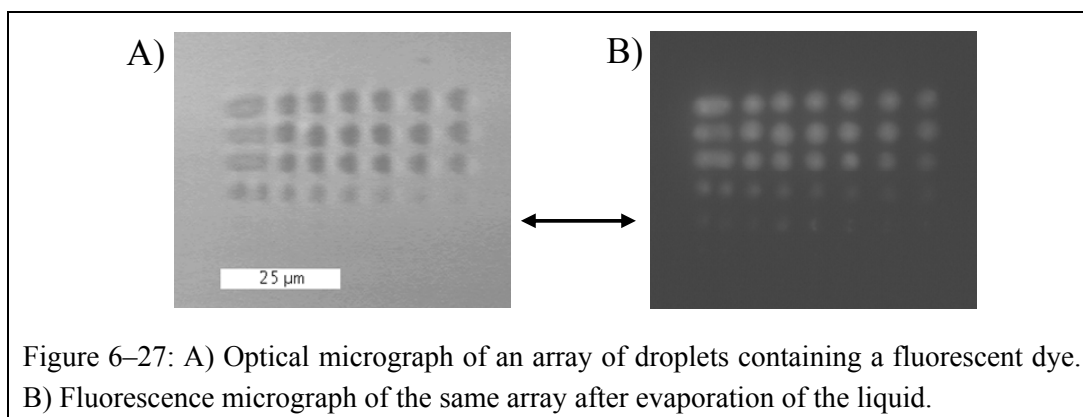 A)
B)
25 µm
Figure 6–27: A) Optical micrograph of an array of droplets containing a fluorescent dye.
B) Fluorescence micrograph of the same array after evaporation of the liquid.